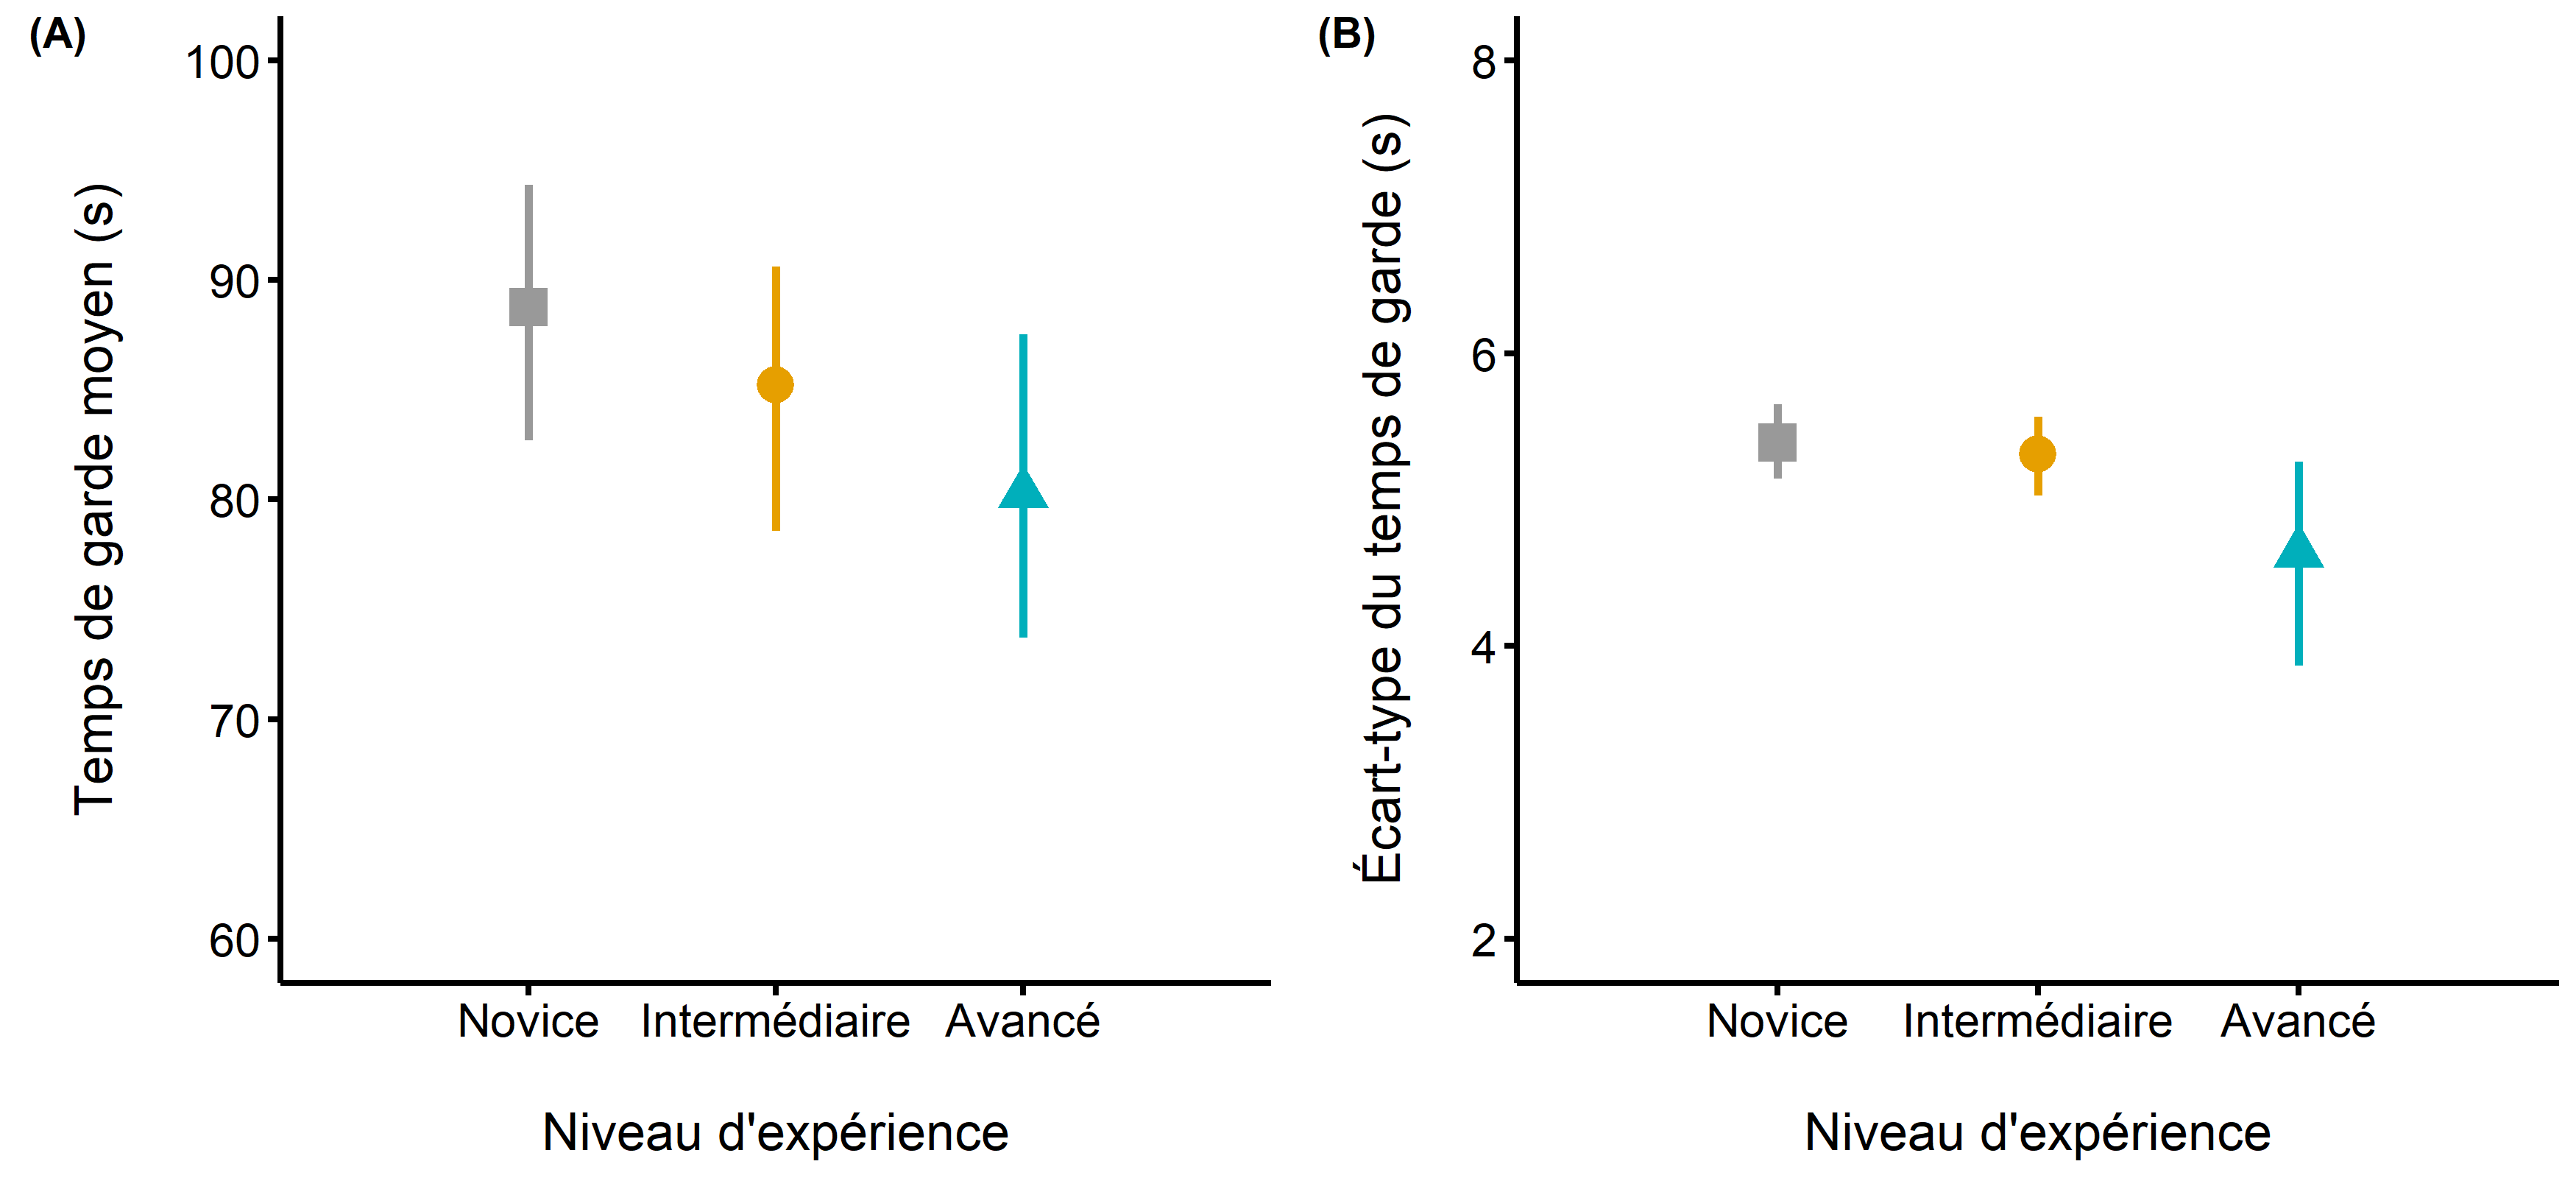 (A)
Temps de garde moyen (s)
100
90
80
70
60
Novice Intermédiaire Avancé
Niveau d'expérience
(B)
Écart-type du temps de garde (s)
8
6
4
2
Novice Intermédiaire Avancé
Niveau d'expérience